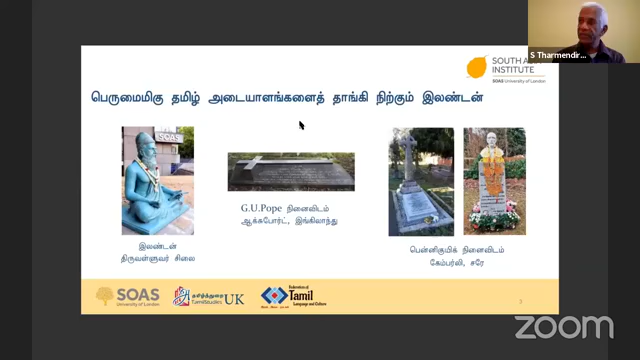 S Tharmendir...
SOUTH ASIA
INSTITUTE
SOAS University of London
பெருமைமிகு தமிழ் அடையாளங்களைத் தாங்கி நிற்கும் இலண்டன்
SOAS
இலண்டன்
திருவள்ளுவர் சிலை
G.U.Pope நினைவிடம்
ஆக்சுபோர்ட், இங்கிலாந்து
பென்னிகுயிக் நினைவிடம்
கேம்பர்லி, சரே
SOAS
University of London
தமிழ்த்துறை
TamilStudies UK
Federation of
Tamil
Language and Culture
zoom